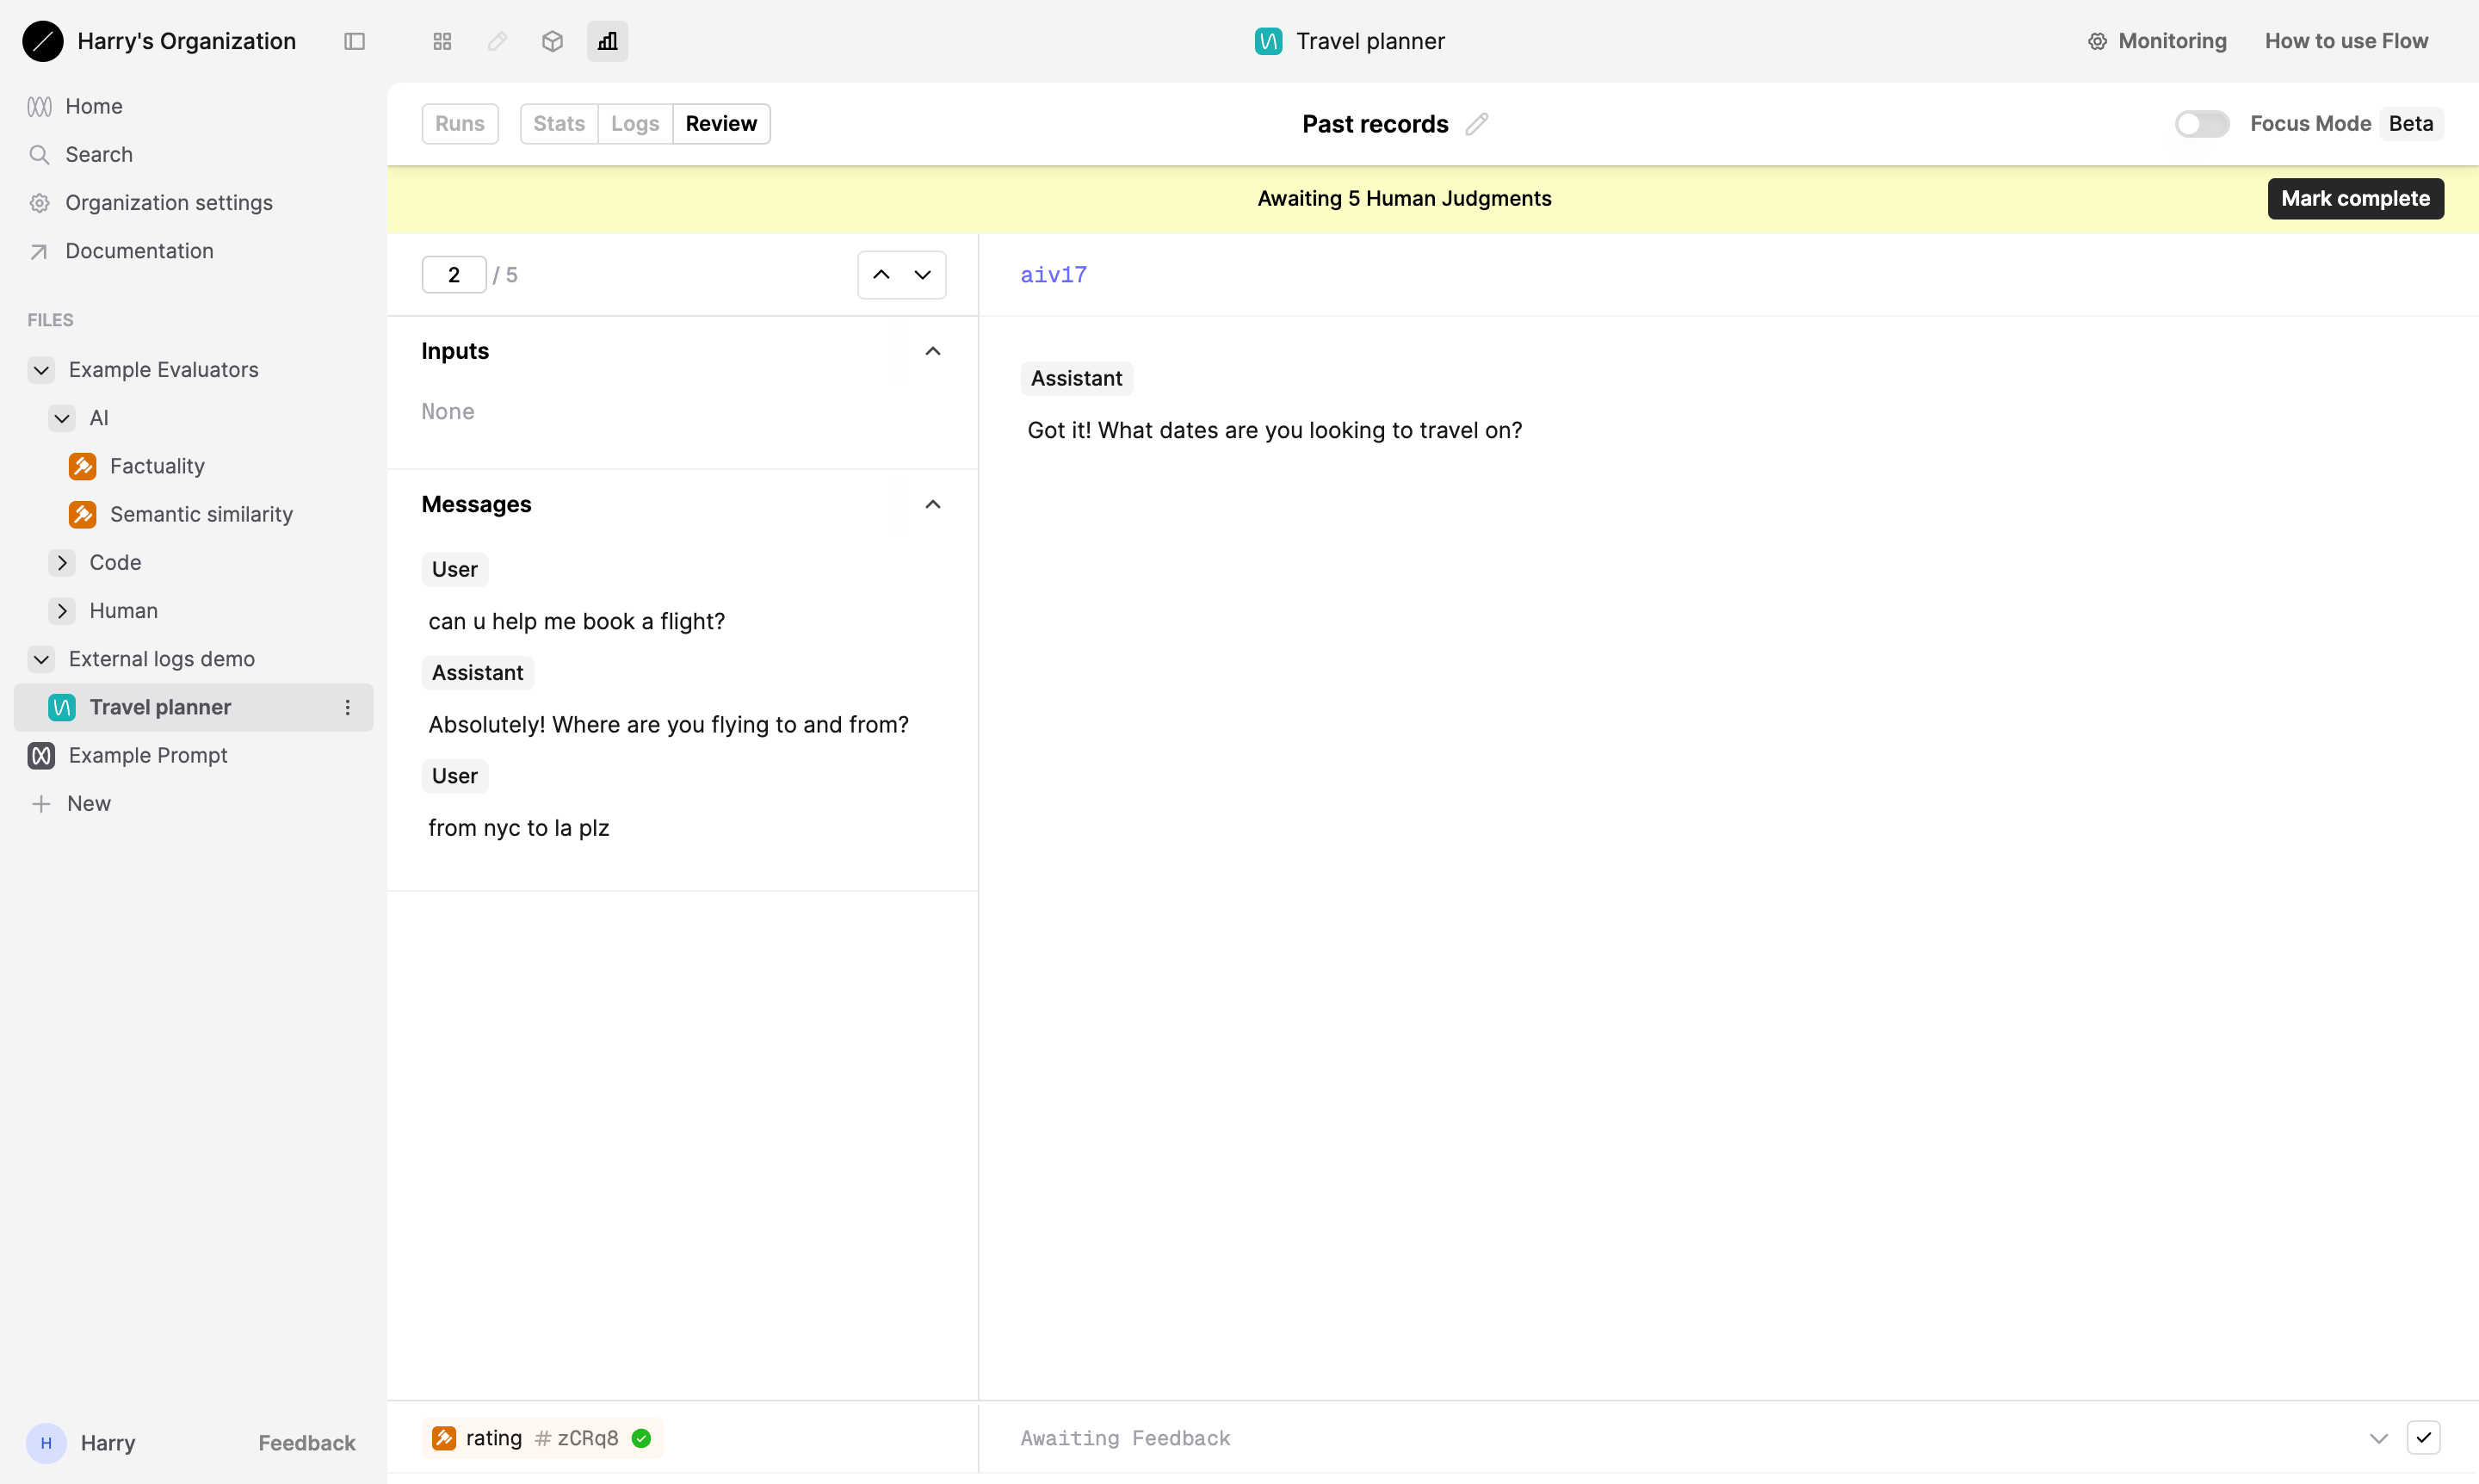 Harry's Organization
Travel planner
Monitoring
How to use Flow
Home
Search
Organization settings
Documentation
FILES
Example Evaluators
AI
Factuality
Semantic similarity
Code
Human
External logs demo
Travel planner
Example Prompt
New
H
Harry
Feedback
Runs
Stats
Logs
Review
Past records
Focus Mode
Beta
Awaiting 5 Human Judgments
Mark complete
2 / 5
Inputs
None
Messages
User
can u help me book a flight?
Assistant
Absolutely! Where are you flying to and from?
User
from nyc to la plz
aiv17
Assistant
Got it! What dates are you looking to travel on?
rating # zCRq8
Awaiting Feedback